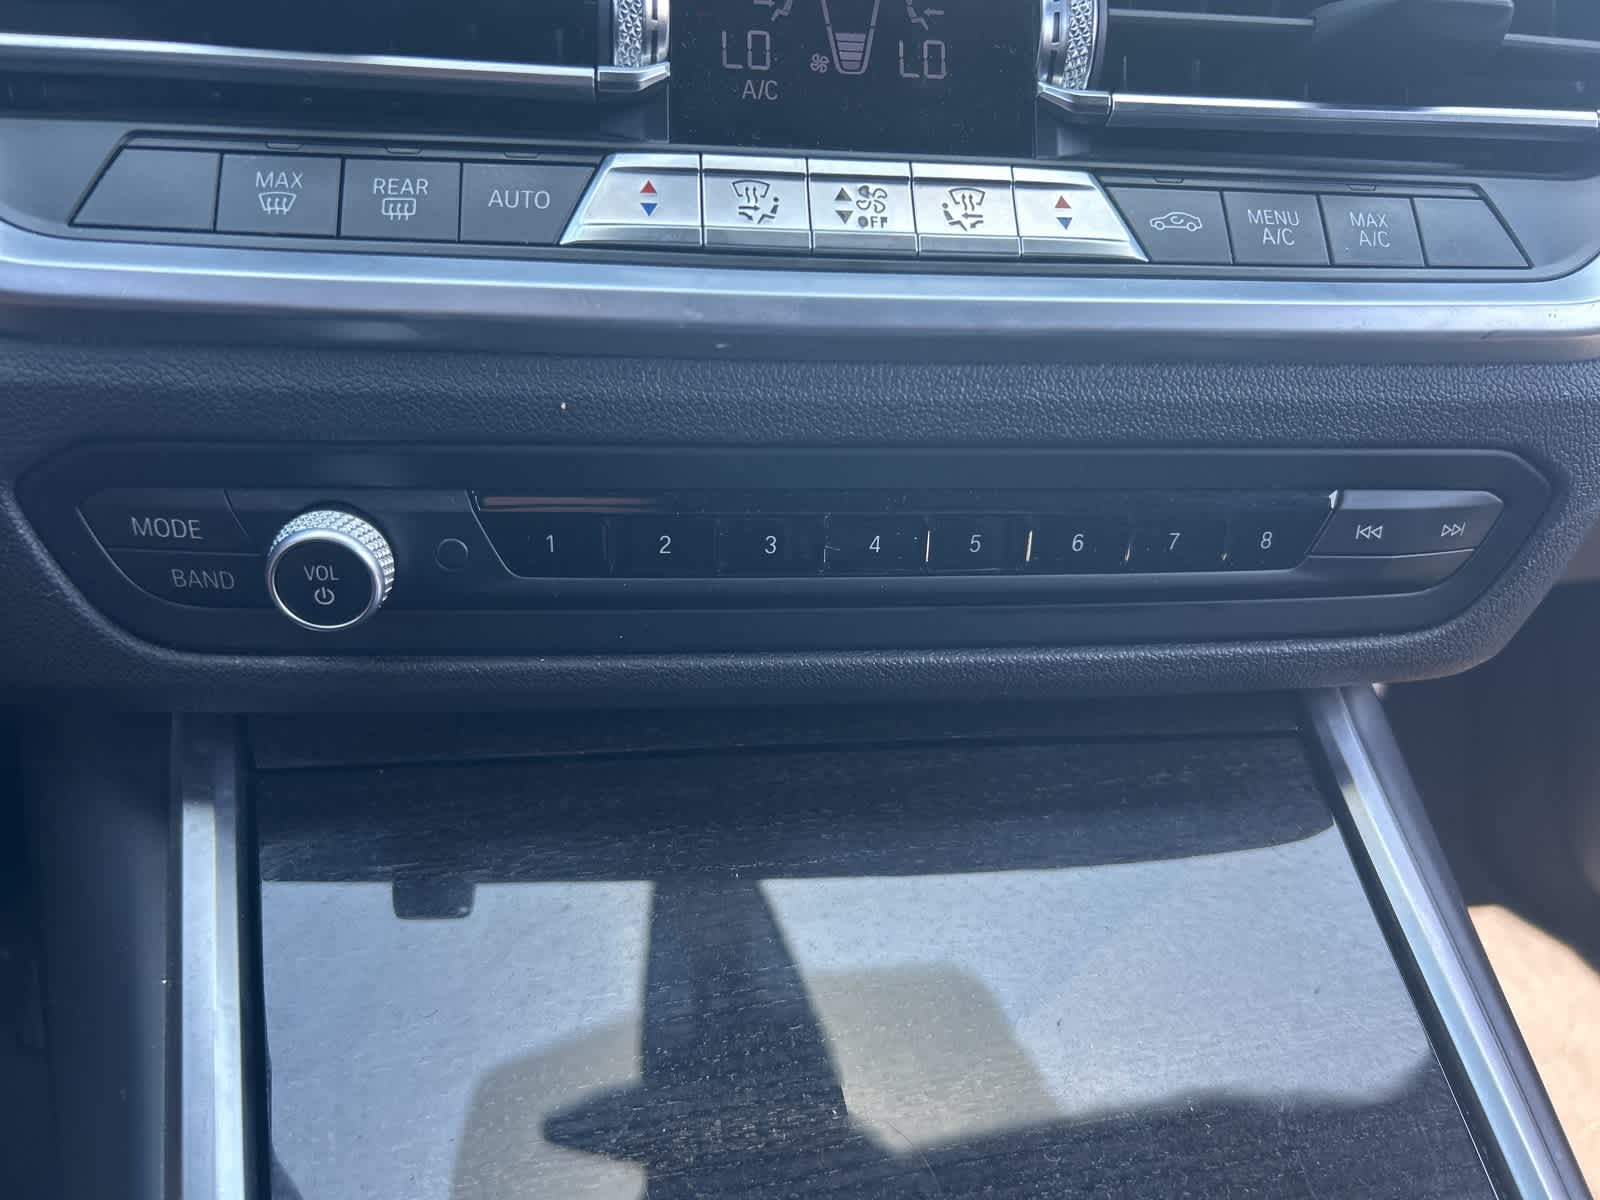 LO LO
A/C
MAX
REAR
AUTO
OFF
MENU
A/C
MAX
A/C
MODE
BAND
VOL
1 2 3 4 5 6 7 8